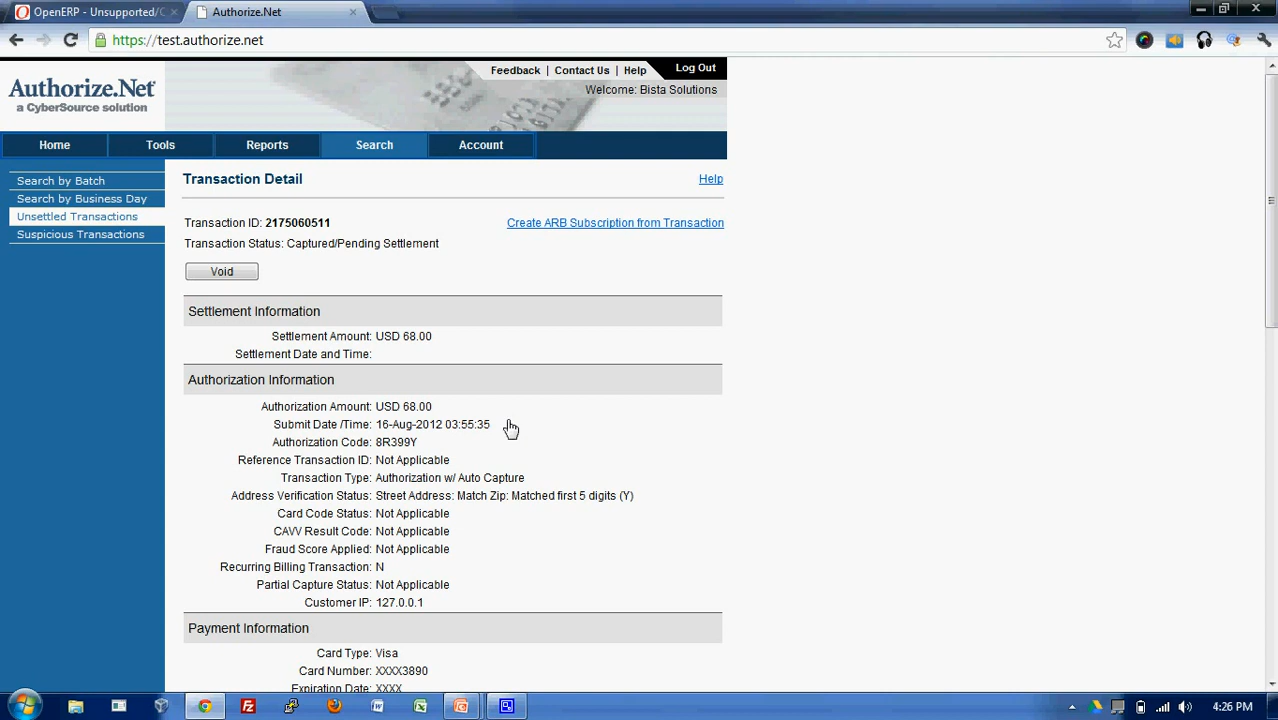 OpenERP - Unsupported/C
Authorize.Net
https://test.authorize.net
Feedback | Contact Us | Help
Log Out
Authorize.Net
a CyberSource solution
Welcome: Bista Solutions
Home Tools Reports Search Account
Search by Batch
Search by Business Day
Unsettled Transactions
Suspicious Transactions
Transaction Detail
Help
Transaction ID: 2175060511
Create ARB Subscription from Transaction
Transaction Status: Captured/Pending Settlement
Void
Settlement Information
Settlement Amount: USD 68.00
Settlement Date and Time:
Authorization Information
Authorization Amount: USD 68.00
Submit Date /Time: 16-Aug-2012 03:55:35
Authorization Code: 8R399Y
Reference Transaction ID: Not Applicable
Transaction Type: Authorization w/ Auto Capture
Address Verification Status: Street Address: Match Zip: Matched first 5 digits (Y)
Card Code Status: Not Applicable
CAVV Result Code: Not Applicable
Fraud Score Applied: Not Applicable
Recurring Billing Transaction: N
Partial Capture Status: Not Applicable
Customer IP: 127.0.0.1
Payment Information
Card Type: Visa
Card Number: XXXX3890
Expiration Date: XXXX
4:26 PM